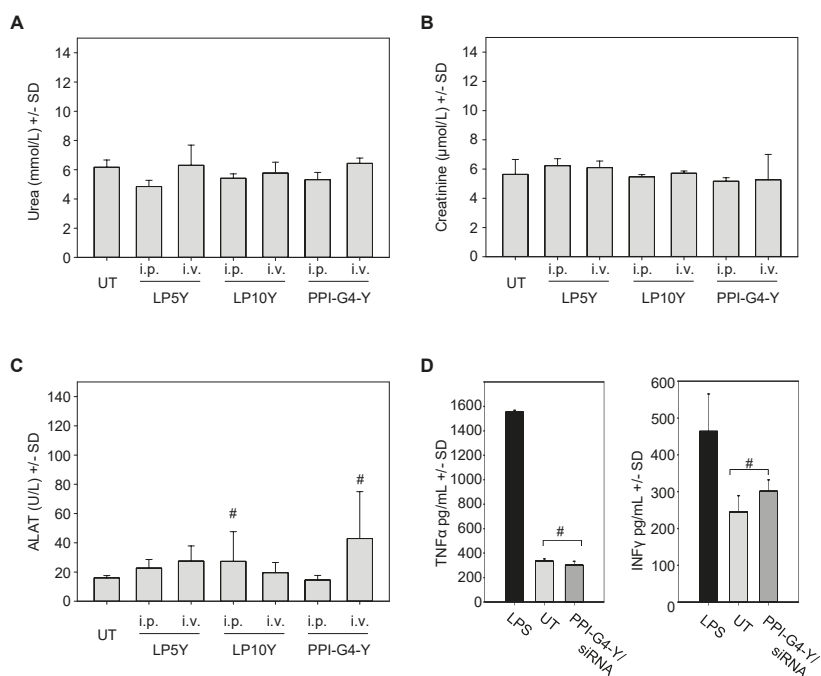 A
Urea (mmol/L) +/- SD
14
12
10
8
6
4
2
0
UT
i.p. i.v. i.p. i.v. i.p. i.v.
LP5Y LP10Y PPI-G4-Y
B
Creatinine (µmol/L) +/- SD
14
12
10
8
6
4
2
0
UT
i.p. i.v. i.p. i.v. i.p. i.v.
LP5Y LP10Y PPI-G4-Y
C
ALAT (U/L) +/- SD
140
120
100
80
60
40
20
0
# #
UT
i.p. i.v. i.p. i.v. i.p. i.v.
LP5Y LP10Y PPI-G4-Y
D
TNFα pg/mL +/- SD
1600
1400
1200
1000
800
600
400
200
0
#
LPS
UT
PPI-G4-Y/
siRNA
INFγ pg/mL +/- SD
600
500
400
300
200
100
0
#
LPS
UT
PPI-G4-Y/
siRNA